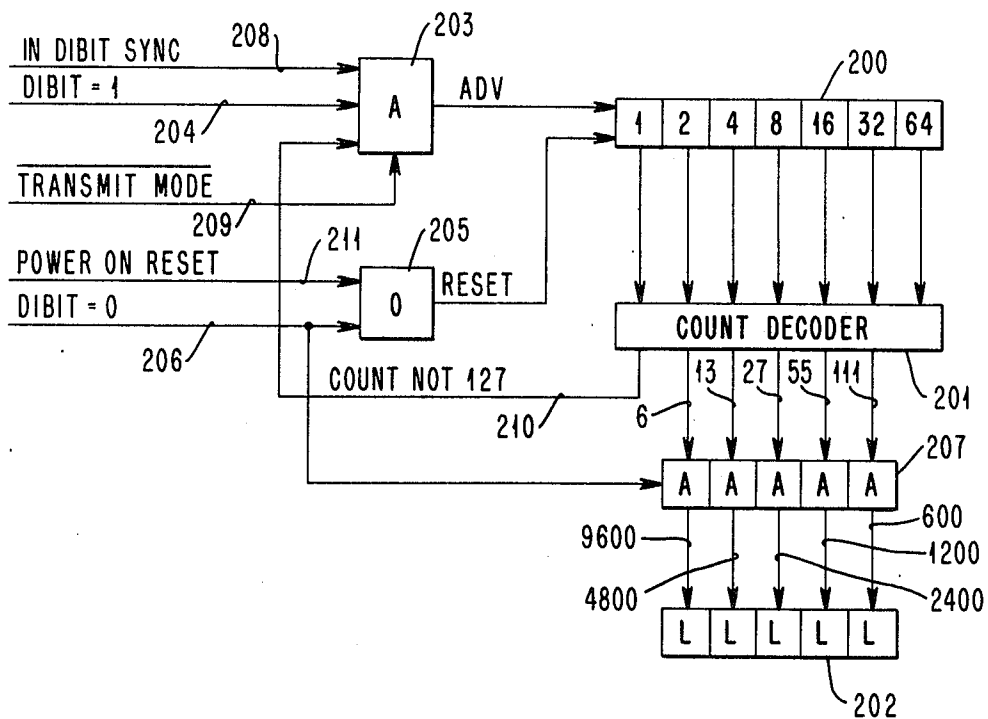 203
208
IN DIBIT SYNC
200
DIBIT = 1
A
ADV
204
1 2 4 8 16 32 64
TRANSMIT MODE
209
211
205
POWER ON RESET
RESET
DIBIT = 0
O
206
COUNT DECODER
COUNT NOT 127
13 27 55 111
201
210
6
207
A A A A A
600
9600
1200
4800
2400
L L L L L
202